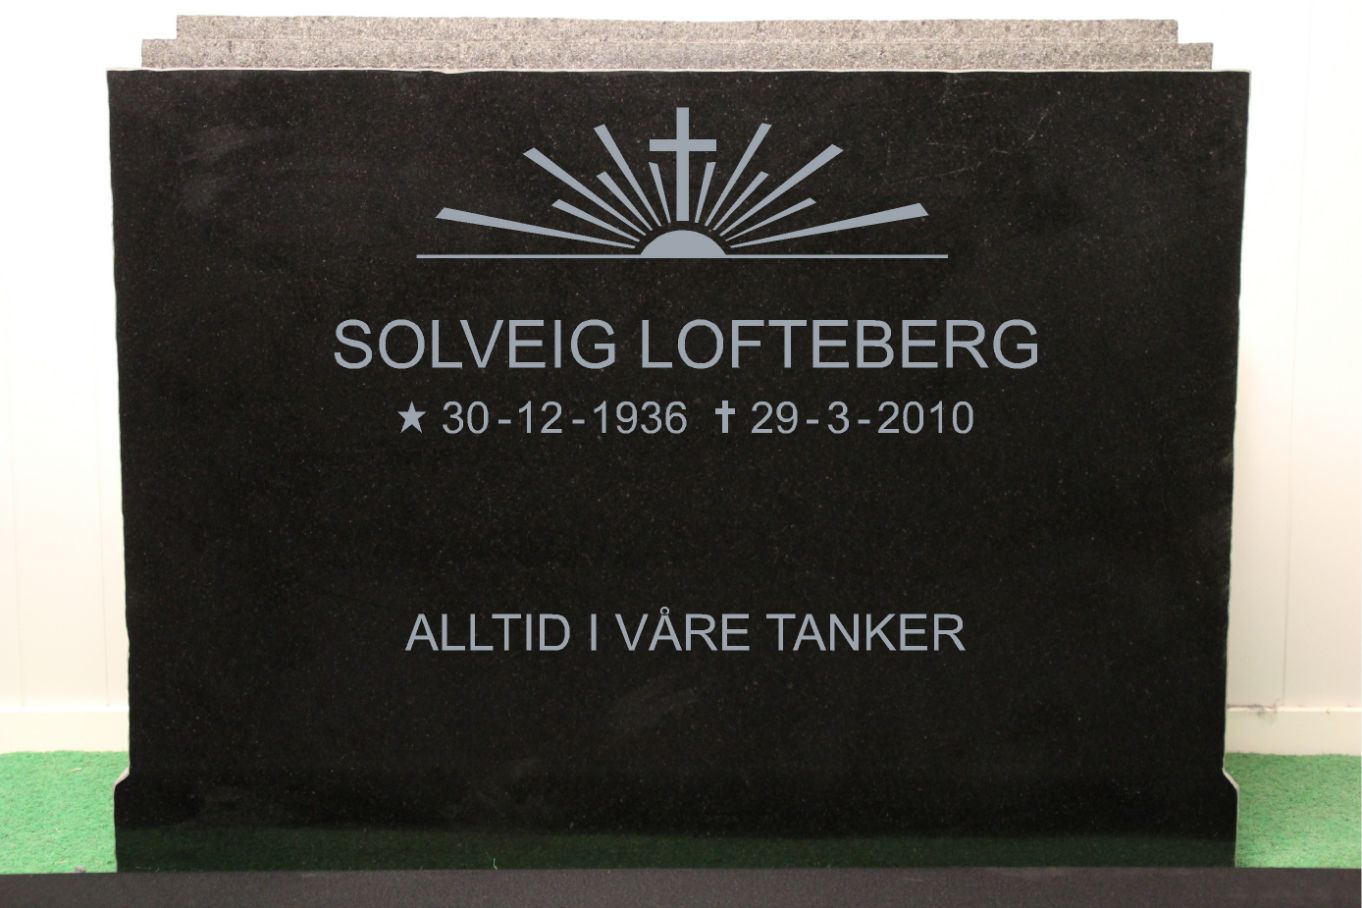 SOLVEIG LOFTEBERG
★ 30-12-1936 ✝ 29-3-2010
ALLTID I VÅRE TANKER